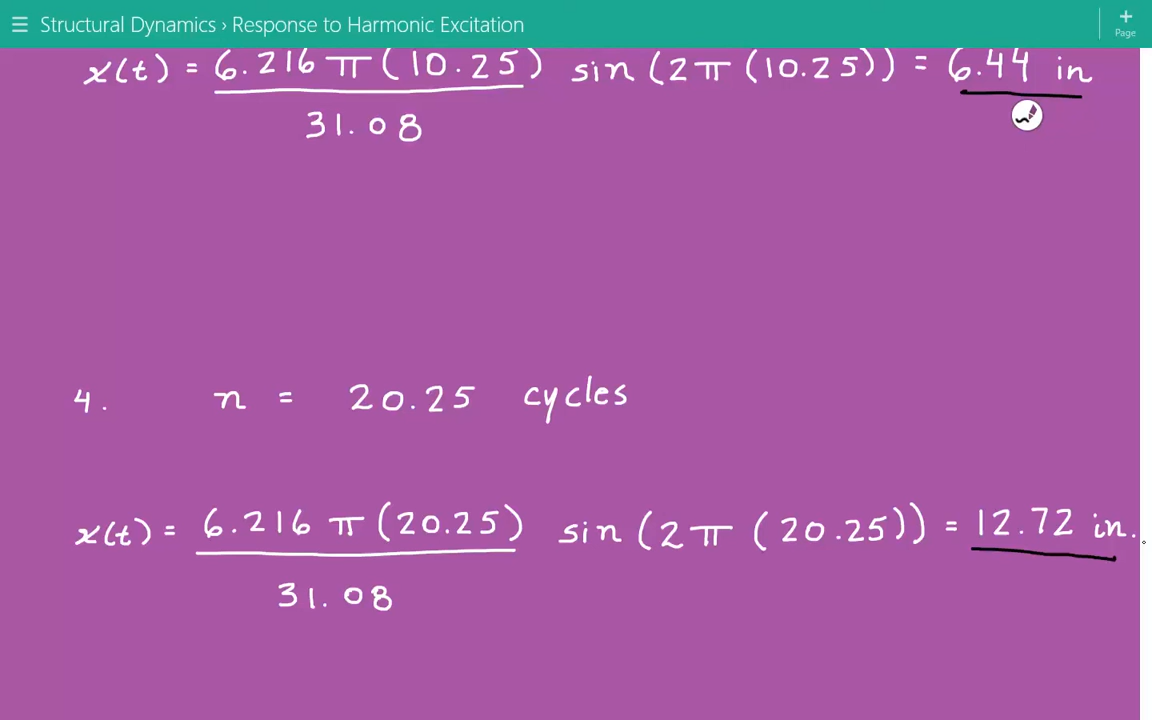 Structural Dynamics › Response to Harmonic Excitation
Page
x(t) = 6.216 π (10.25) sin (2π (10.25)) = 6.44 in
31.08
4. n = 20.25 cycles
x(t) = 6.216 π (20.25) sin (2π (20.25)) = 12.72 in.
31.08